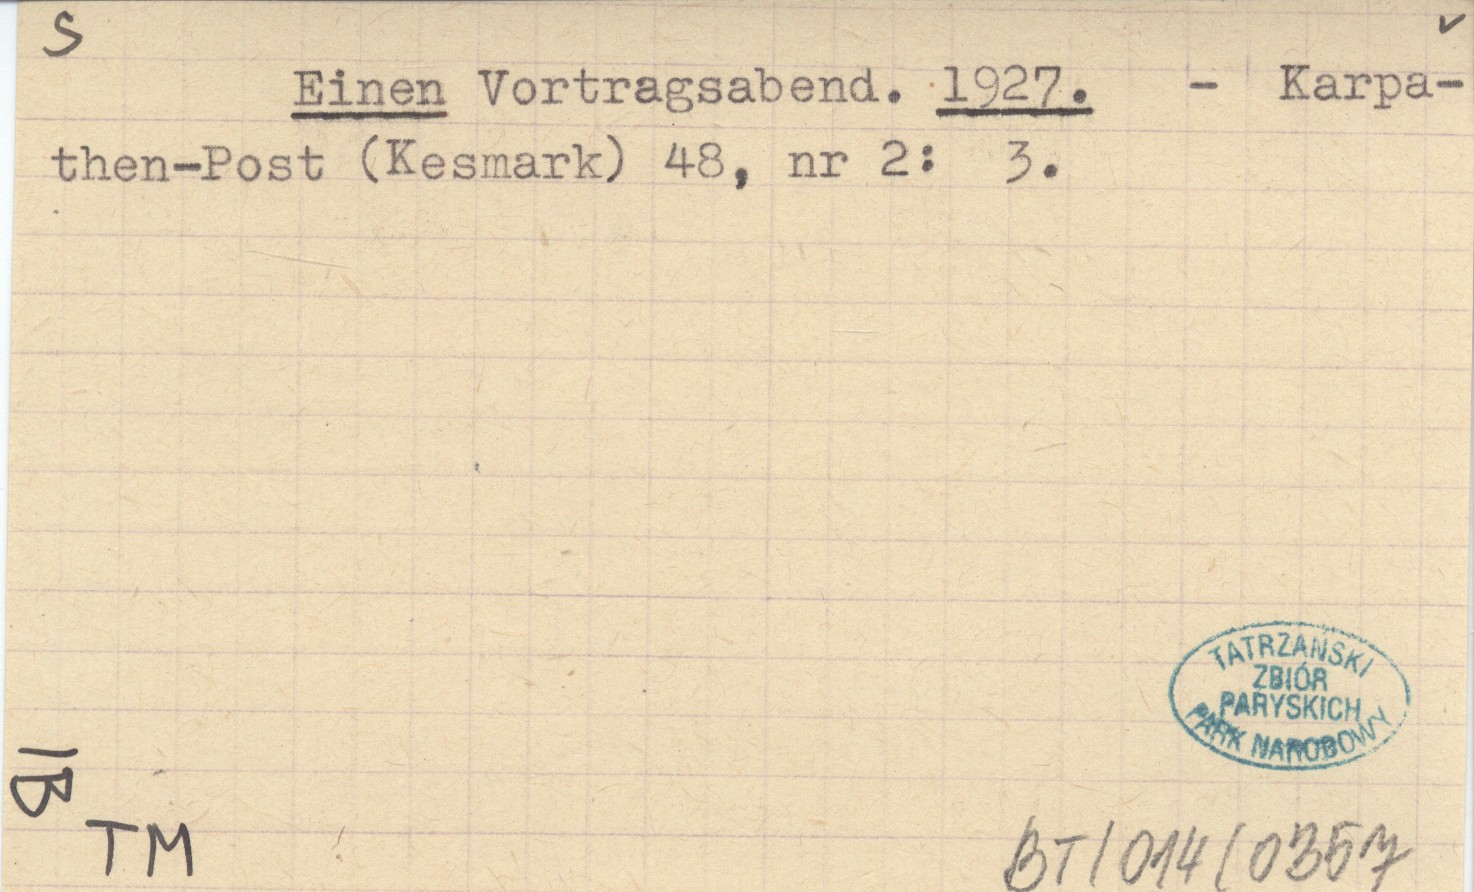 S
Einen Vortragsabend. 1927. - Karpa-
then-Post (Kesmark) 48, nr 2: 3.
TATRZAŃSKI
ZBIÓR
PARYSKICH
PARK NARODOWY
IB
TM
BT/014/0357